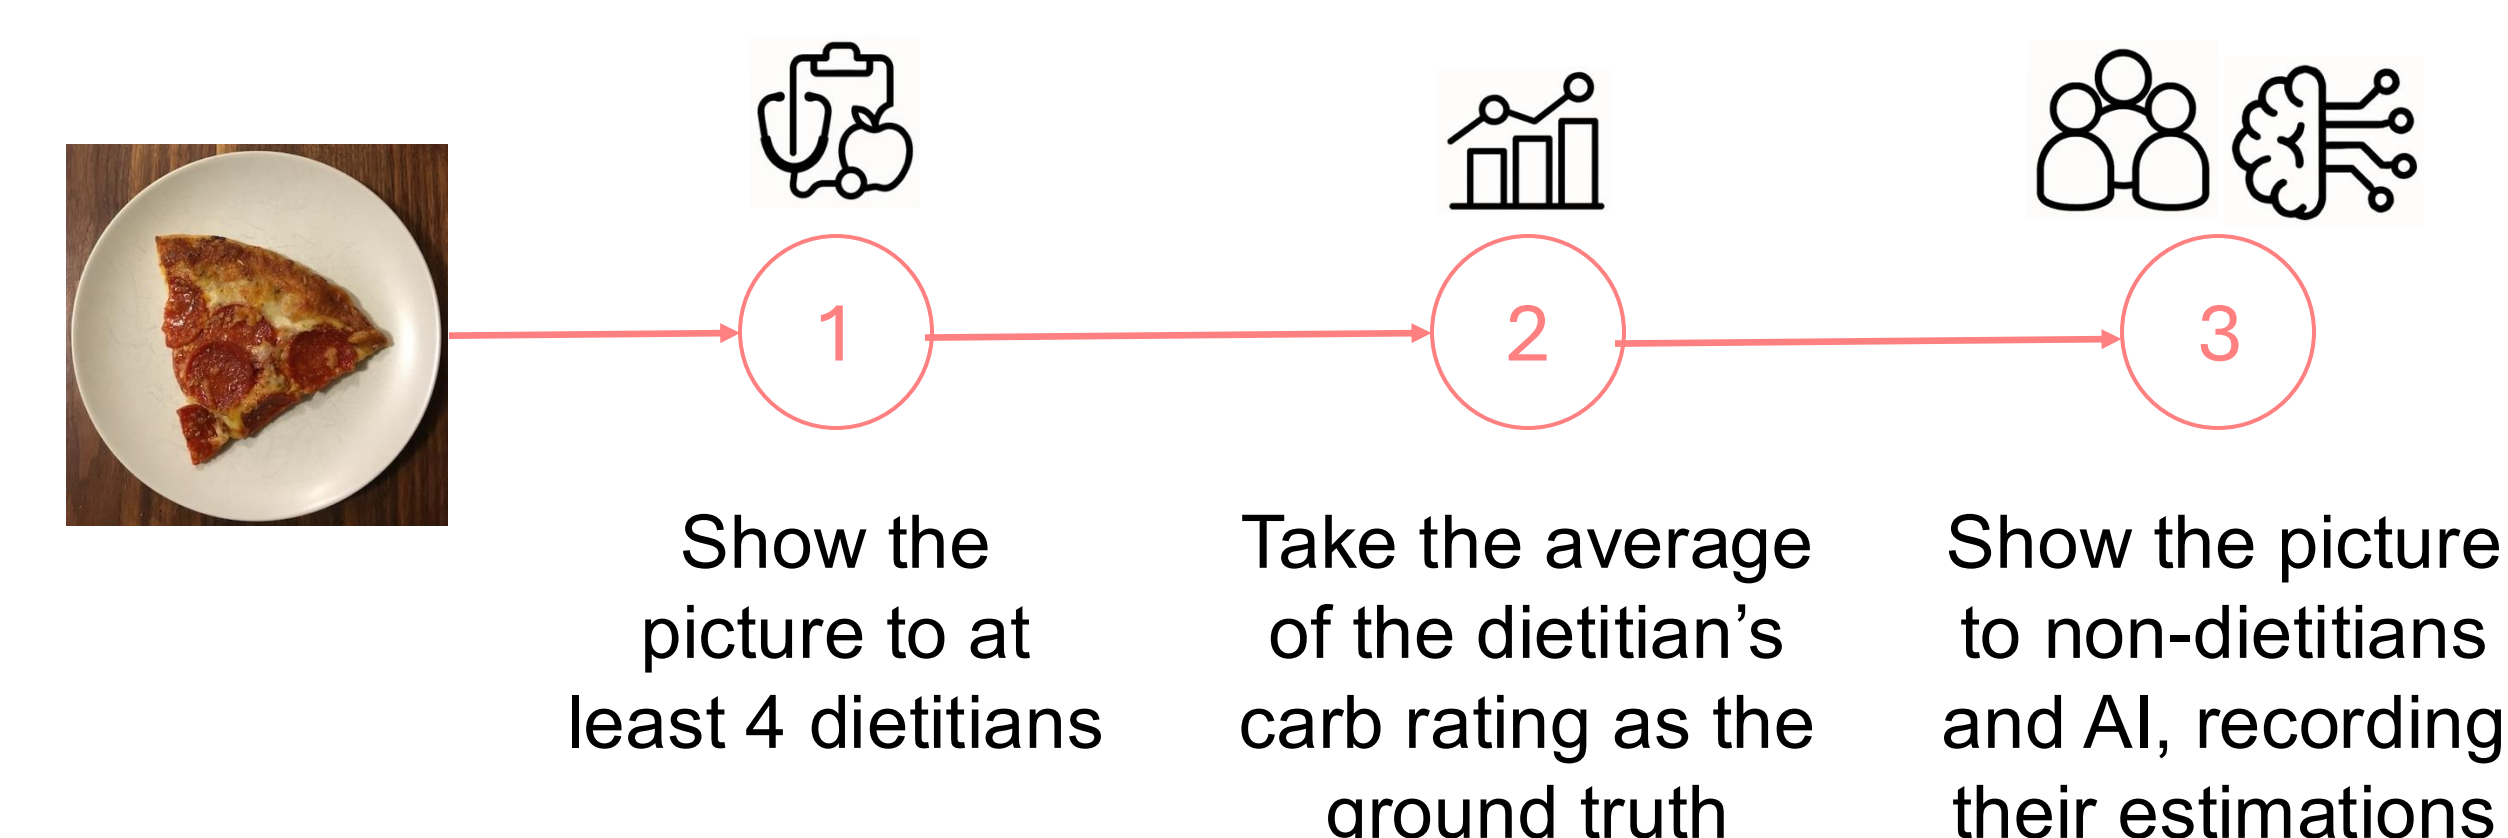 1
2
3
Show the
picture to at
least 4 dietitians
Take the average
of the dietitian’s
carb rating as the
ground truth
Show the picture
to non-dietitians
and AI, recording
their estimations